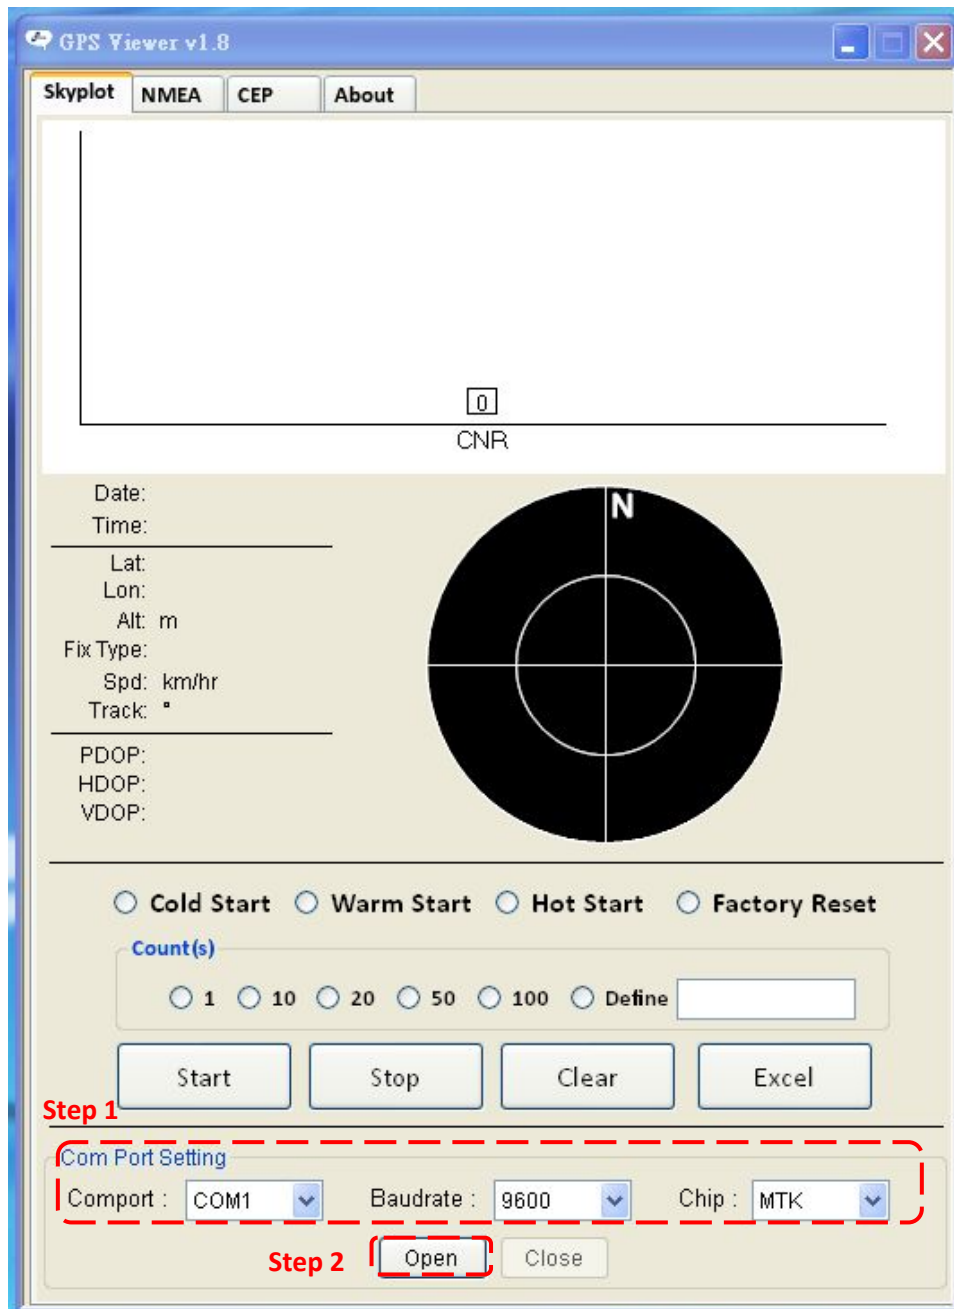 GPS Viewer v1.8
Skyplot NMEA CEP About
0
CNR
Date:
Time:
N
Lat:
Lon:
Alt: m
Fix Type:
Spd: km/hr
Track: °
PDOP:
HDOP:
VDOP:
Cold Start Warm Start Hot Start Factory Reset
Count(s)
1 10 20 50 100 Define
Start Stop Clear Excel
Step 1
Com Port Setting
Comport : COM1 Baudrate : 9600 Chip : MTK
Step 2 Open Close